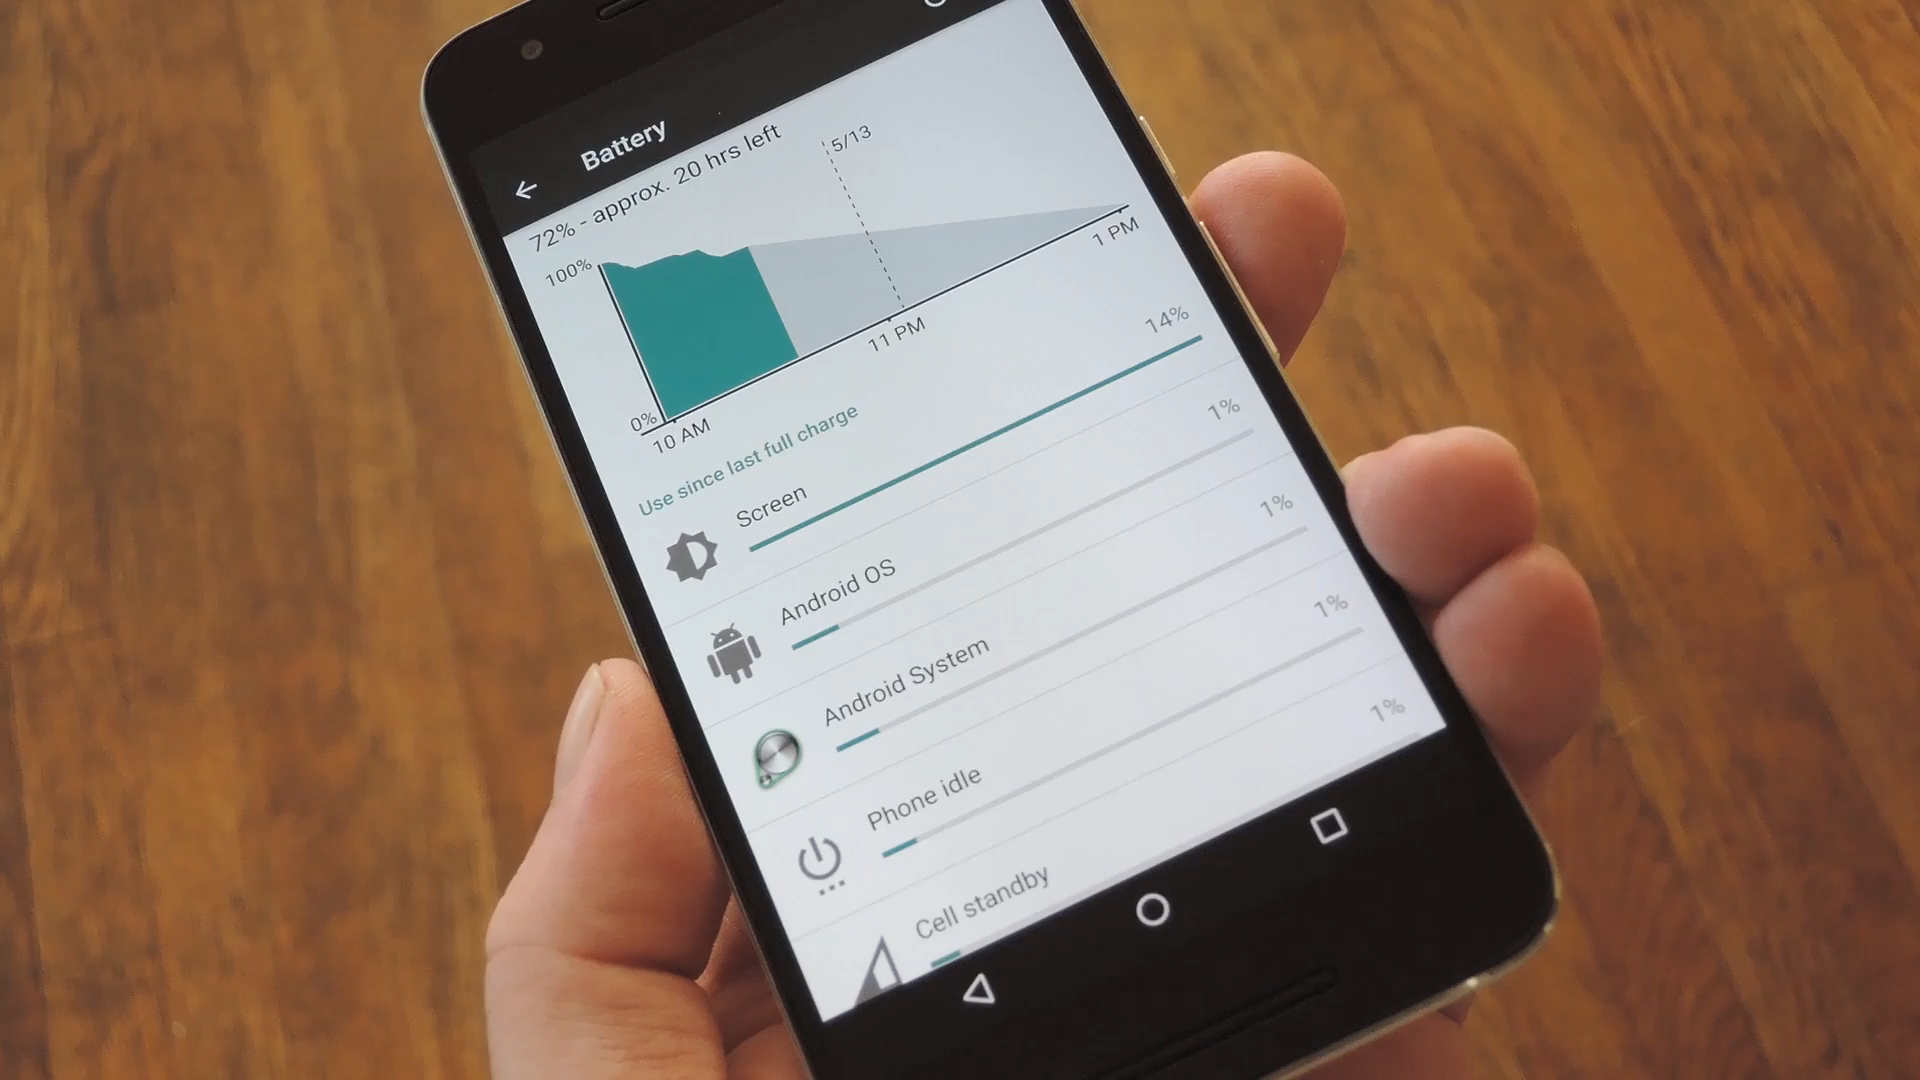 Battery
72% - approx. 20 hrs left
5/13
100%
0%
10 AM
11 PM
1 PM
Use since last full charge
Screen
14%
Android OS
1%
Android System
1%
Phone idle
1%
Cell standby
1%